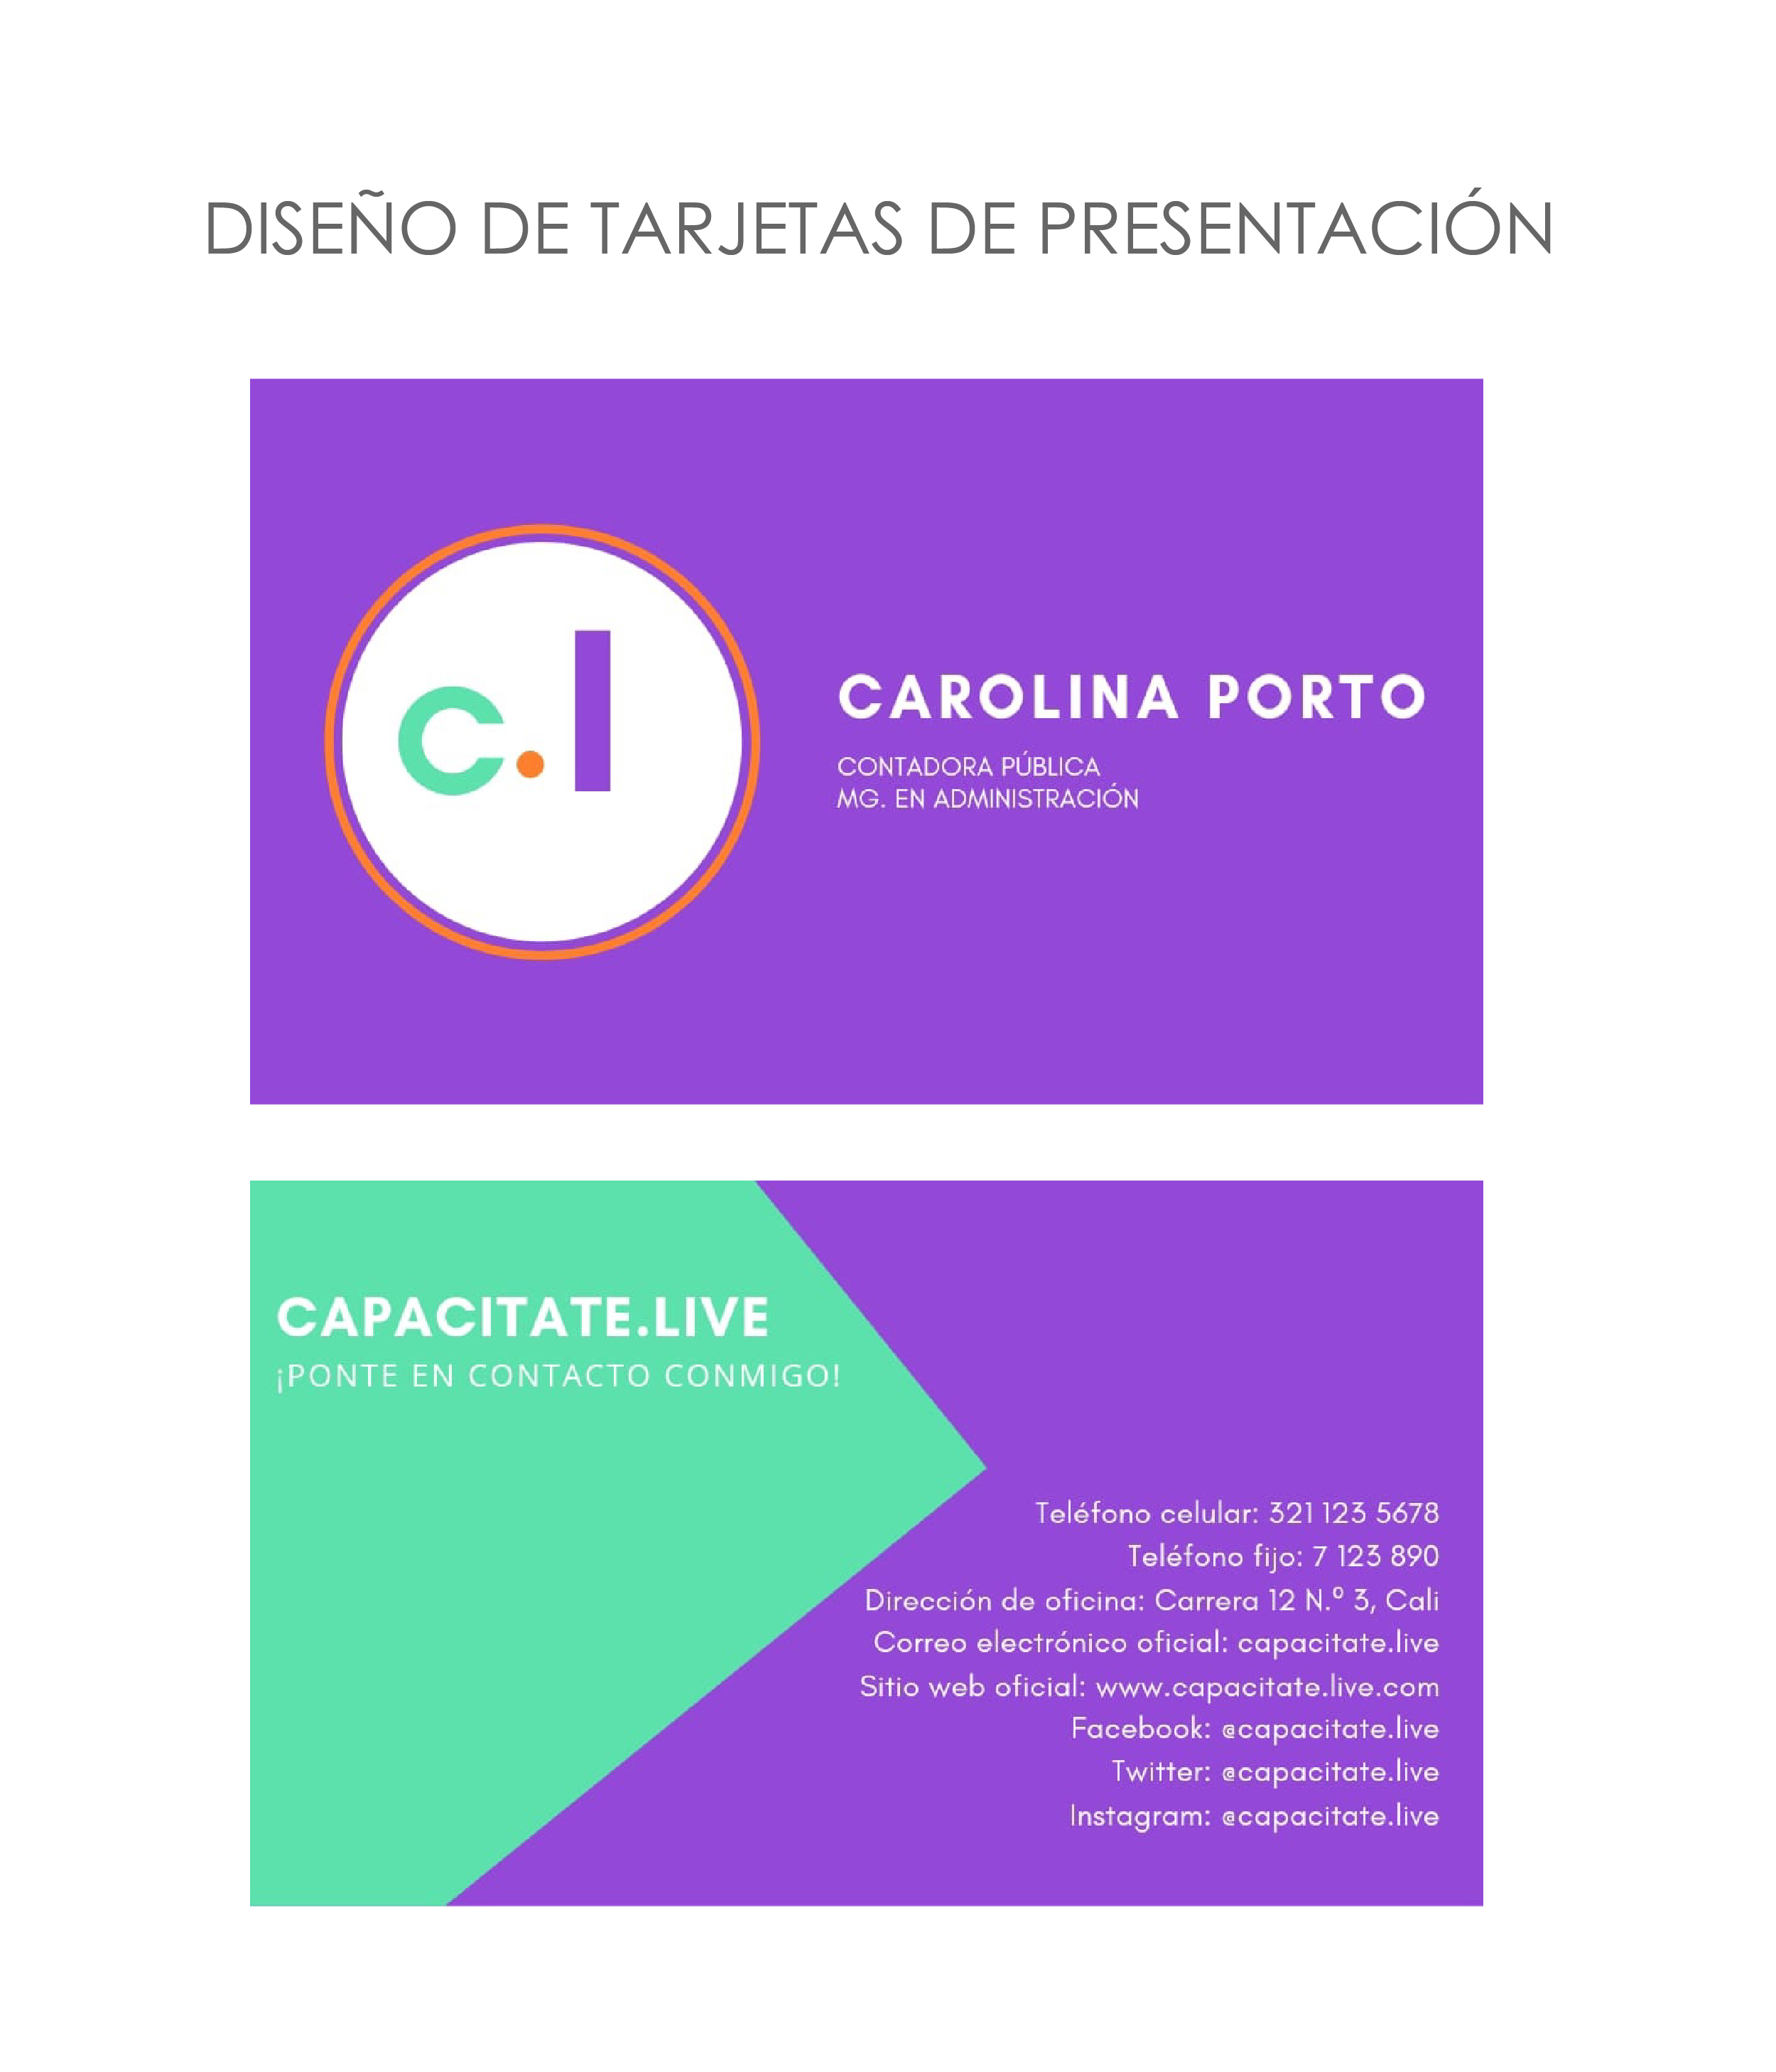 DISEÑO DE TARJETAS DE PRESENTACIÓN
c.l
CAROLINA PORTO
CONTADORA PÚBLICA
MG. EN ADMINISTRACIÓN
CAPACITATE.LIVE
¡PONTE EN CONTACTO CONMIGO!
Teléfono celular: 321 123 5678
Teléfono fijo: 7 123 890
Dirección de oficina: Carrera 12 N.º 3, Cali
Correo electrónico oficial: capacitate.live
Sitio web oficial: www.capacitate.live.com
Facebook: @capacitate.live
Twitter: @capacitate.live
Instagram: @capacitate.live